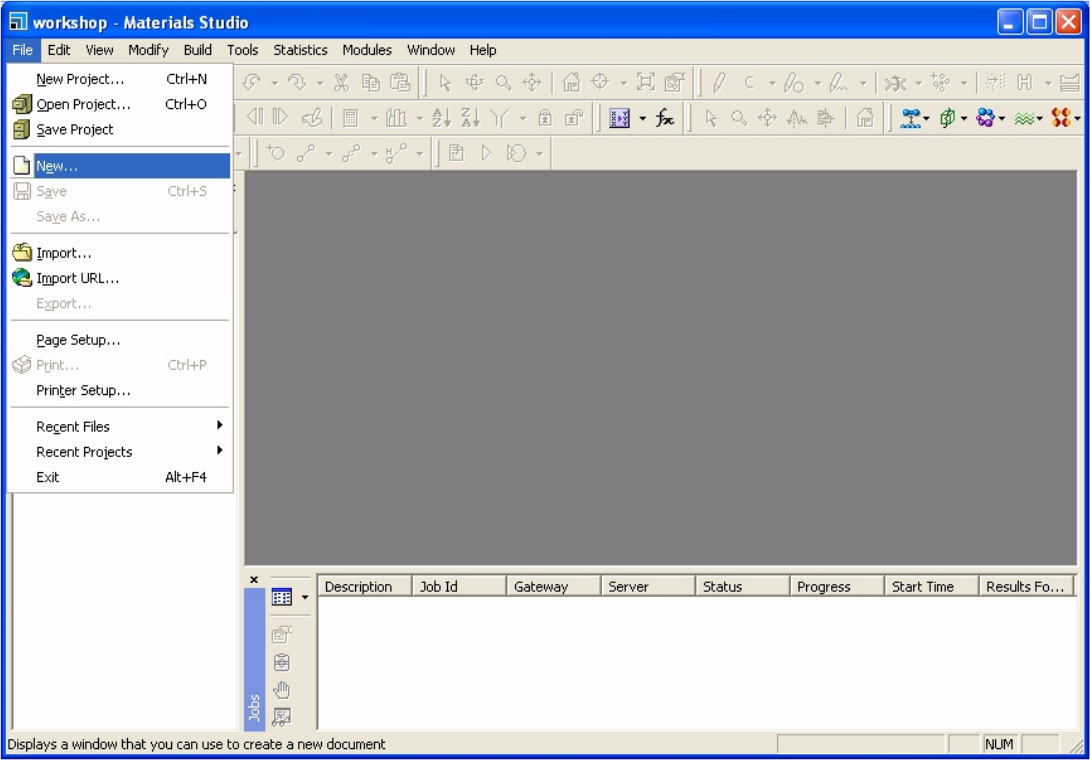 workshop - Materials Studio
File Edit View Modify Build Tools Statistics Modules Window Help
New Project... Ctrl+N
Open Project... Ctrl+O
Save Project
New...
Save Ctrl+S
Save As...
Import...
Import URL...
Export...
Page Setup...
Print... Ctrl+P
Printer Setup...
Recent Files
Recent Projects
Exit Alt+F4
Description Job Id Gateway Server Status Progress Start Time Results Fo...
Jobs
Displays a window that you can use to create a new document
NUM